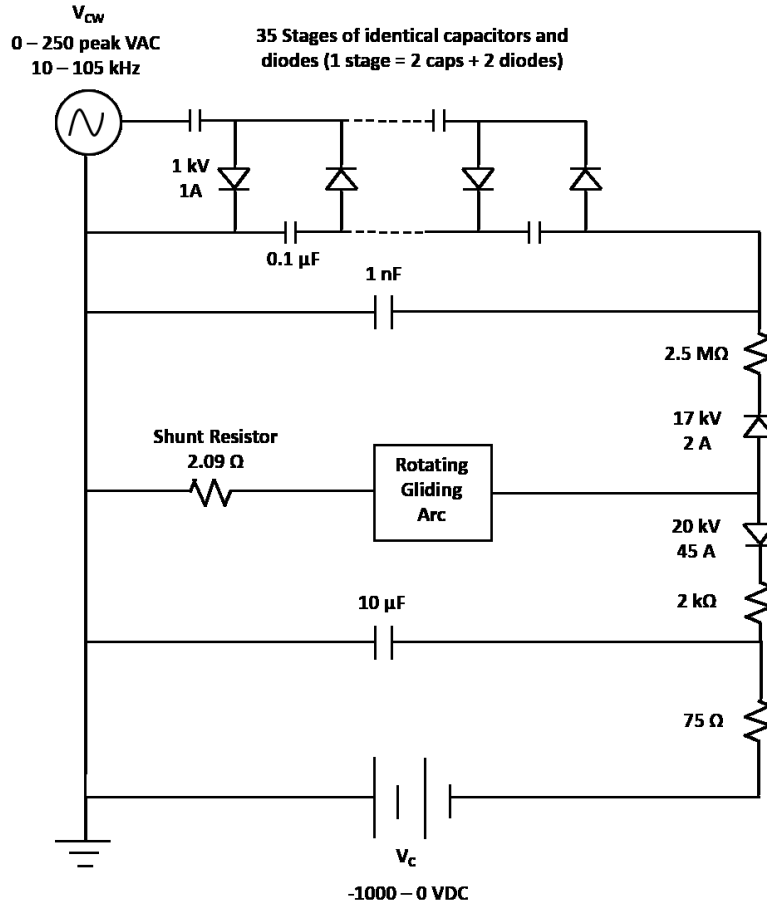 V_CW
0 – 250 peak VAC
10 – 105 kHz
35 Stages of identical capacitors and
diodes (1 stage = 2 caps + 2 diodes)
1 kV
1A
0.1 µF
1 nF
2.5 MΩ
17 kV
2 A
Shunt Resistor
2.09 Ω
Rotating
Gliding
Arc
20 kV
45 A
2 kΩ
10 µF
75 Ω
V_C
-1000 – 0 VDC